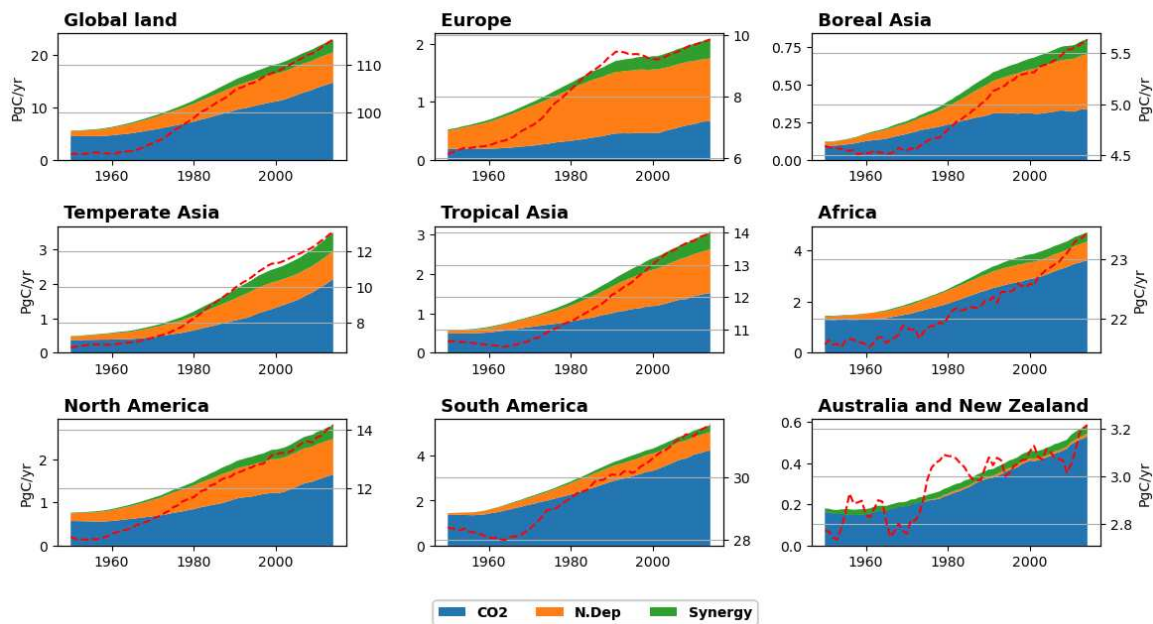 Global land
Europe
Boreal Asia
PgC/yr
20
10
0
110
100
1960 1980 2000
2
1
0
10
8
6
1960 1980 2000
0.75
0.50
0.25
0.00
5.5
5.0
4.5
PgC/yr
1960 1980 2000
Temperate Asia
Tropical Asia
Africa
PgC/yr
3
2
1
0
12
10
8
1960 1980 2000
3
2
1
0
14
13
12
11
1960 1980 2000
4
2
0
23
22
PgC/yr
1960 1980 2000
North America
South America
Australia and New Zealand
PgC/yr
2
1
0
14
12
1960 1980 2000
4
2
0
30
28
1960 1980 2000
0.6
0.4
0.2
0.0
3.2
3.0
2.8
PgC/yr
1960 1980 2000
CO2 N.Dep Synergy